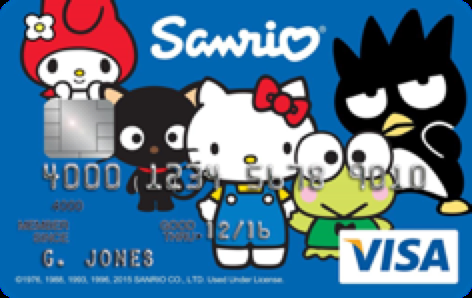 Sanrio®
4000 1234 5678 9010
4000
MEMBER SINCE GOOD THRU 12/16
G. JONES
VISA
©1976, 1988, 1993, 1996, 2015 SANRIO CO., LTD. Used Under License.